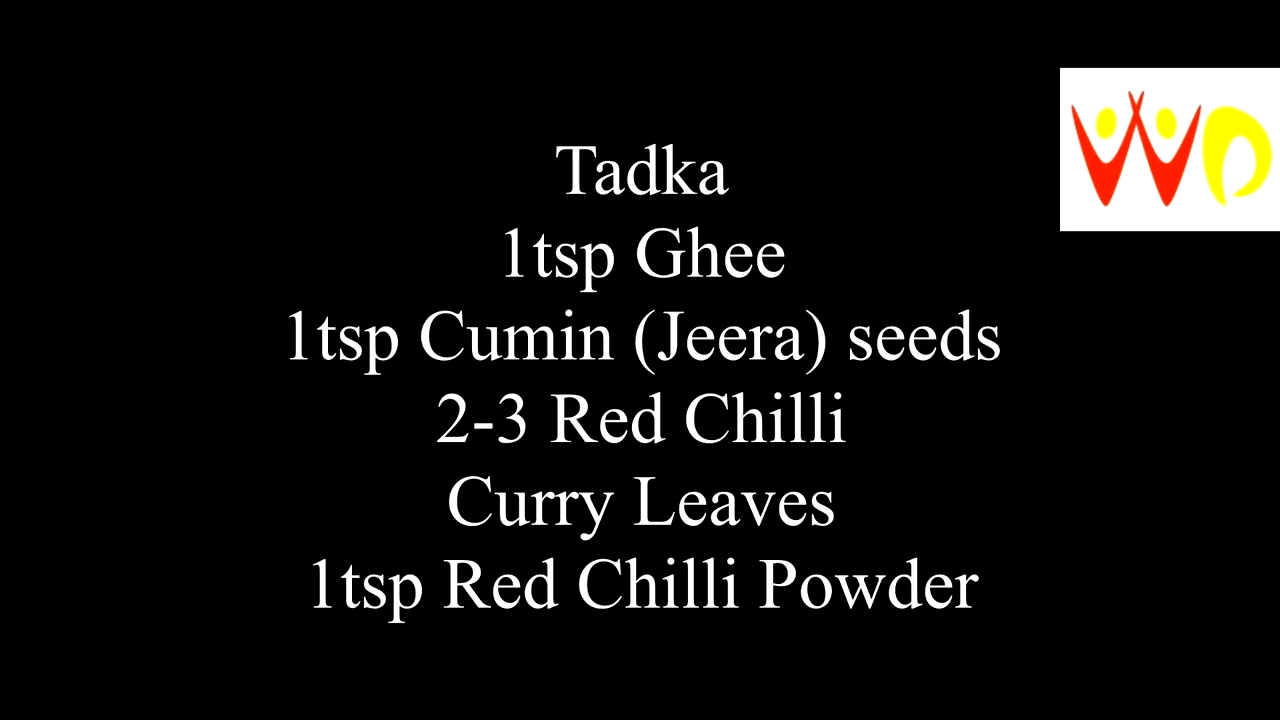 Tadka
1tsp Ghee
1tsp Cumin (Jeera) seeds
2-3 Red Chilli
Curry Leaves
1tsp Red Chilli Powder